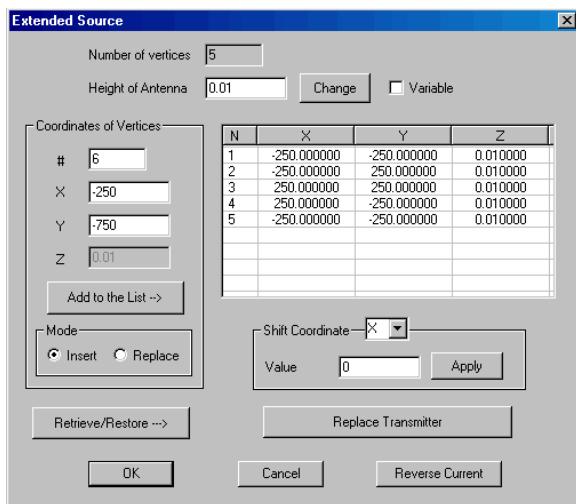 Extended Source
Number of vertices 5
Height of Antenna 0.01 Change Variable
Coordinates of Vertices
# 6
X -250
Y -750
Z 0.01
Add to the List -->
Mode
Insert Replace
N X Y Z
1 -250.000000 -250.000000 0.010000
2 -250.000000 250.000000 0.010000
3 250.000000 250.000000 0.010000
4 250.000000 -250.000000 0.010000
5 -250.000000 -250.000000 0.010000
Shift Coordinate X
Value 0 Apply
Retrieve/Restore --->
Replace Transmitter
OK Cancel Reverse Current